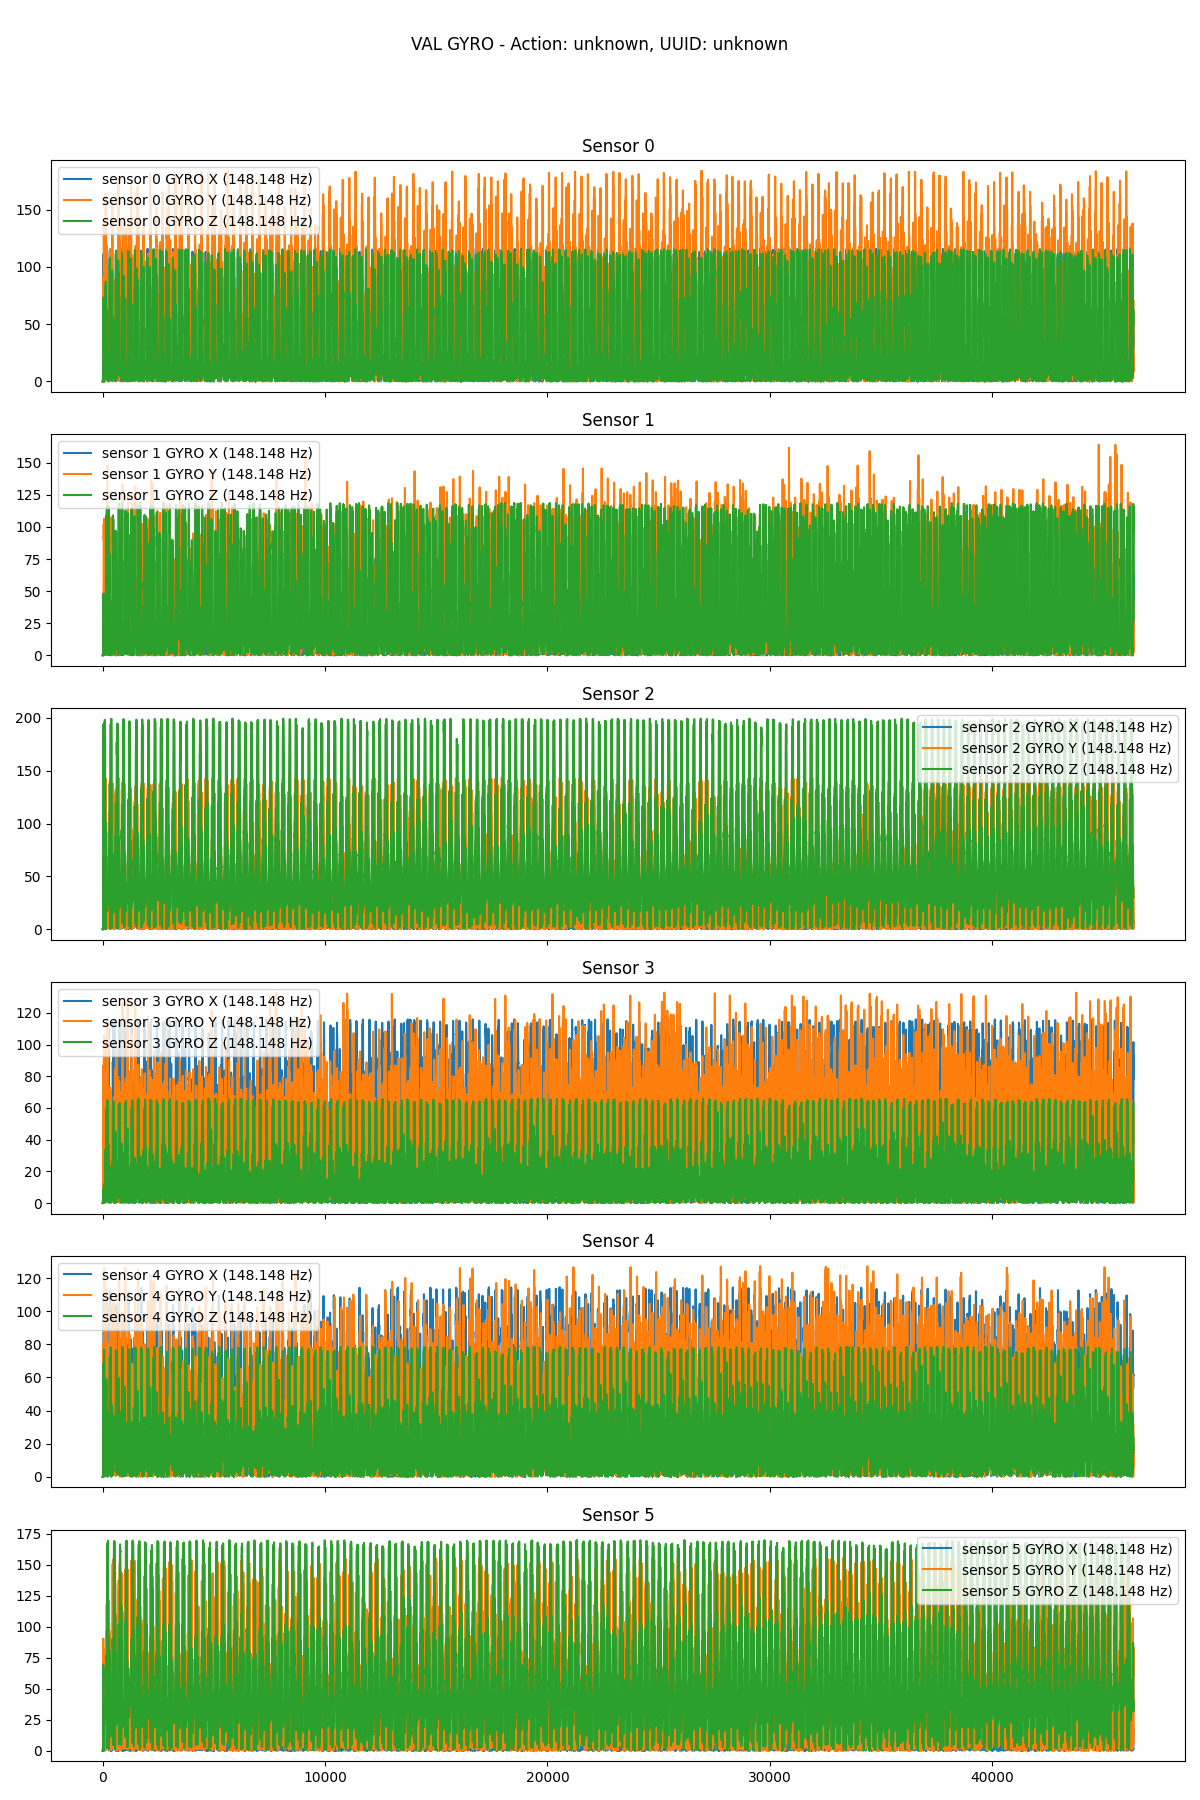 VAL GYRO - Action: unknown, UUID: unknown
Sensor 0
sensor 0 GYRO X (148.148 Hz)
sensor 0 GYRO Y (148.148 Hz)
sensor 0 GYRO Z (148.148 Hz)
150
100
50
0
Sensor 1
sensor 1 GYRO X (148.148 Hz)
sensor 1 GYRO Y (148.148 Hz)
sensor 1 GYRO Z (148.148 Hz)
150
125
100
75
50
25
0
Sensor 2
sensor 2 GYRO X (148.148 Hz)
sensor 2 GYRO Y (148.148 Hz)
sensor 2 GYRO Z (148.148 Hz)
200
150
100
50
0
Sensor 3
sensor 3 GYRO X (148.148 Hz)
sensor 3 GYRO Y (148.148 Hz)
sensor 3 GYRO Z (148.148 Hz)
120
100
80
60
40
20
0
Sensor 4
sensor 4 GYRO X (148.148 Hz)
sensor 4 GYRO Y (148.148 Hz)
sensor 4 GYRO Z (148.148 Hz)
120
100
80
60
40
20
0
Sensor 5
sensor 5 GYRO X (148.148 Hz)
sensor 5 GYRO Y (148.148 Hz)
sensor 5 GYRO Z (148.148 Hz)
175
150
125
100
75
50
25
0
0 10000 20000 30000 40000